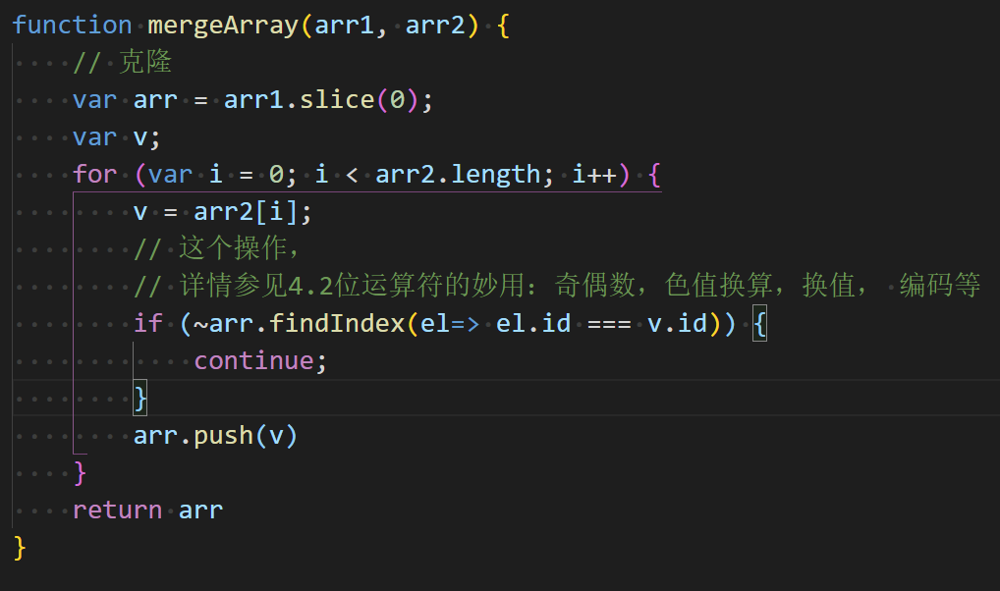 function mergeArray(arr1, arr2) {
    // 克隆
    var arr = arr1.slice(0);
    var v;
    for (var i = 0; i < arr2.length; i++) {
        v = arr2[i];
        // 这个操作，
        // 详情参见4.2位运算符的妙用：奇偶数，色值换算，换值， 编码等
        if (~arr.findIndex(el=> el.id === v.id)) {
            continue;
        }
        arr.push(v)
    }
    return arr
}